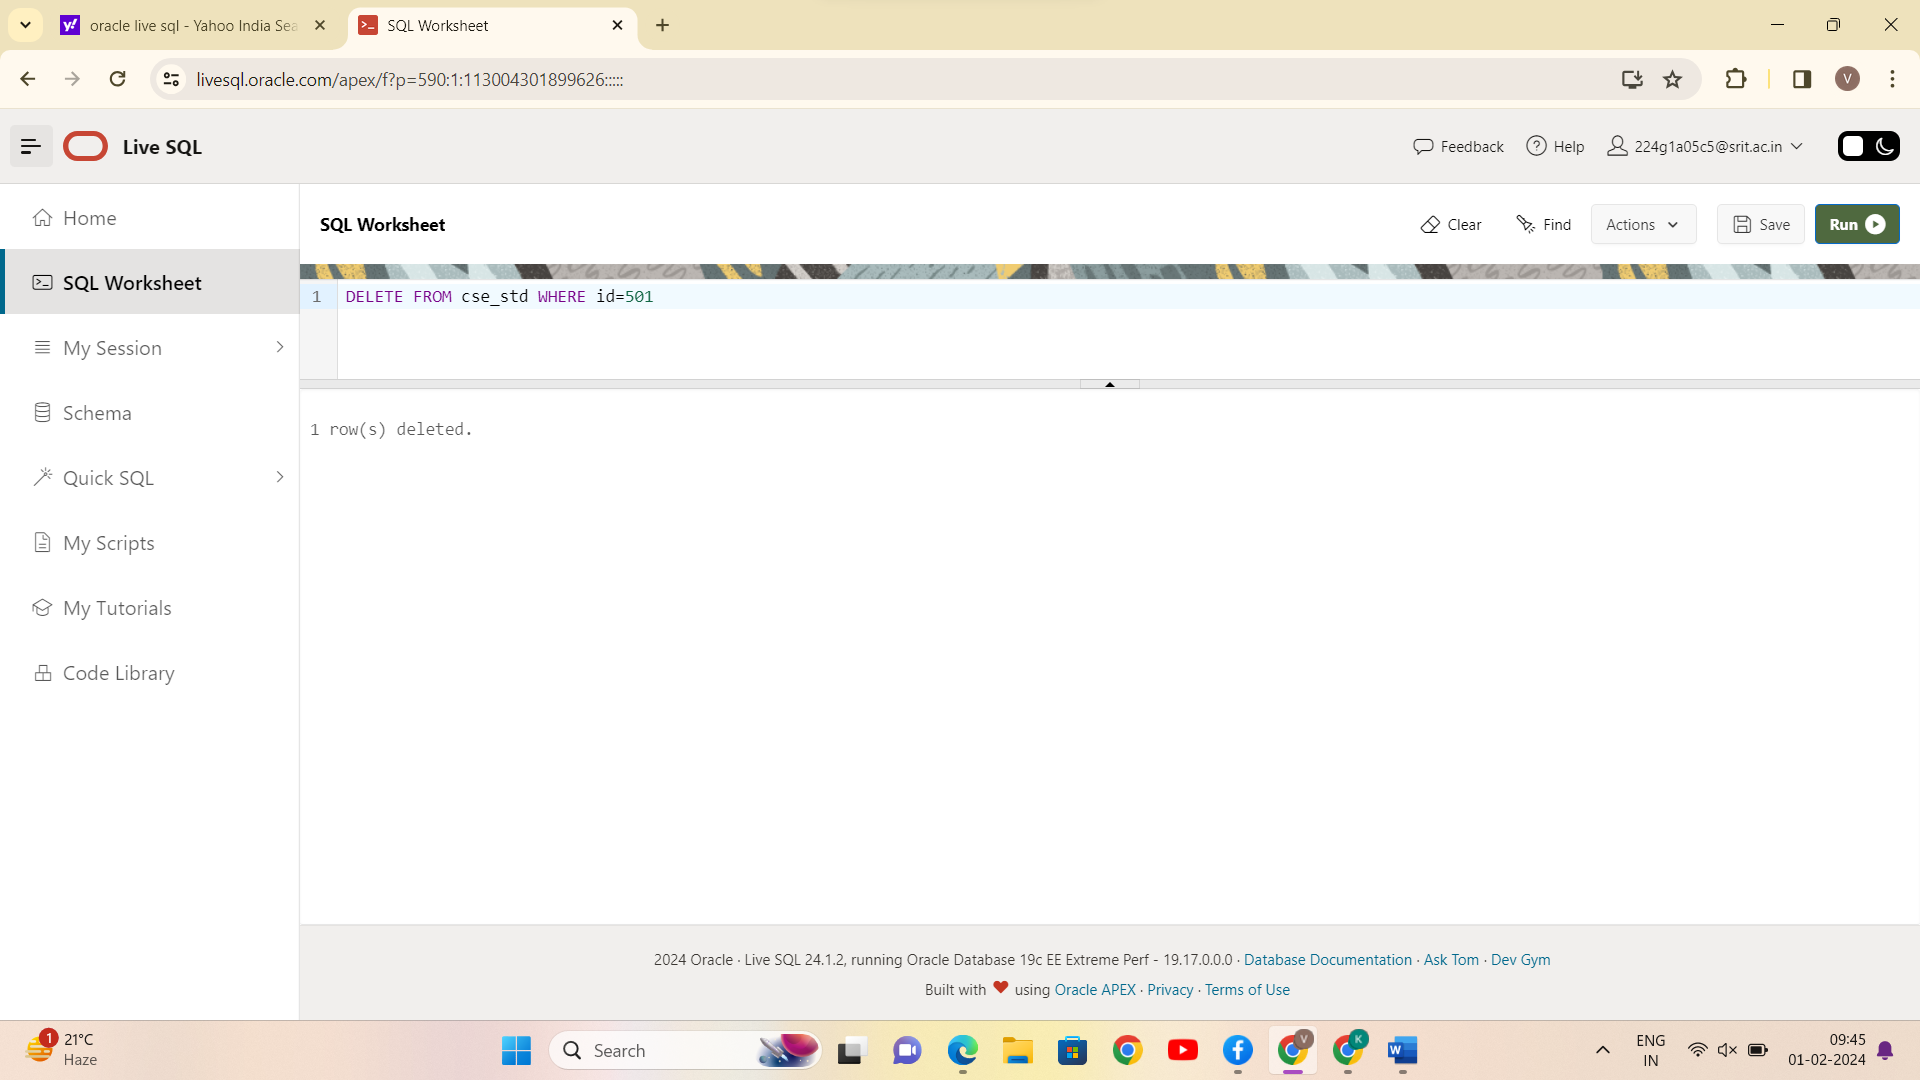 oracle live sql - Yahoo India Sea
SQL Worksheet
livesql.oracle.com/apex/f?p=590:1:113004301899626:::::
V
Live SQL
Feedback
Help
224g1a05c5@srit.ac.in
Home
SQL Worksheet
My Session
Schema
Quick SQL
My Scripts
My Tutorials
Code Library
SQL Worksheet
Clear
Find
Actions
Save
Run
1 DELETE FROM cse_std WHERE id=501
1 row(s) deleted.
2024 Oracle · Live SQL 24.1.2, running Oracle Database 19c EE Extreme Perf - 19.17.0.0.0 · Database Documentation · Ask Tom · Dev Gym
Built with ❤ using Oracle APEX · Privacy · Terms of Use
1
21°C
Haze
Search
V
K
W
ENG
IN
09:45
01-02-2024